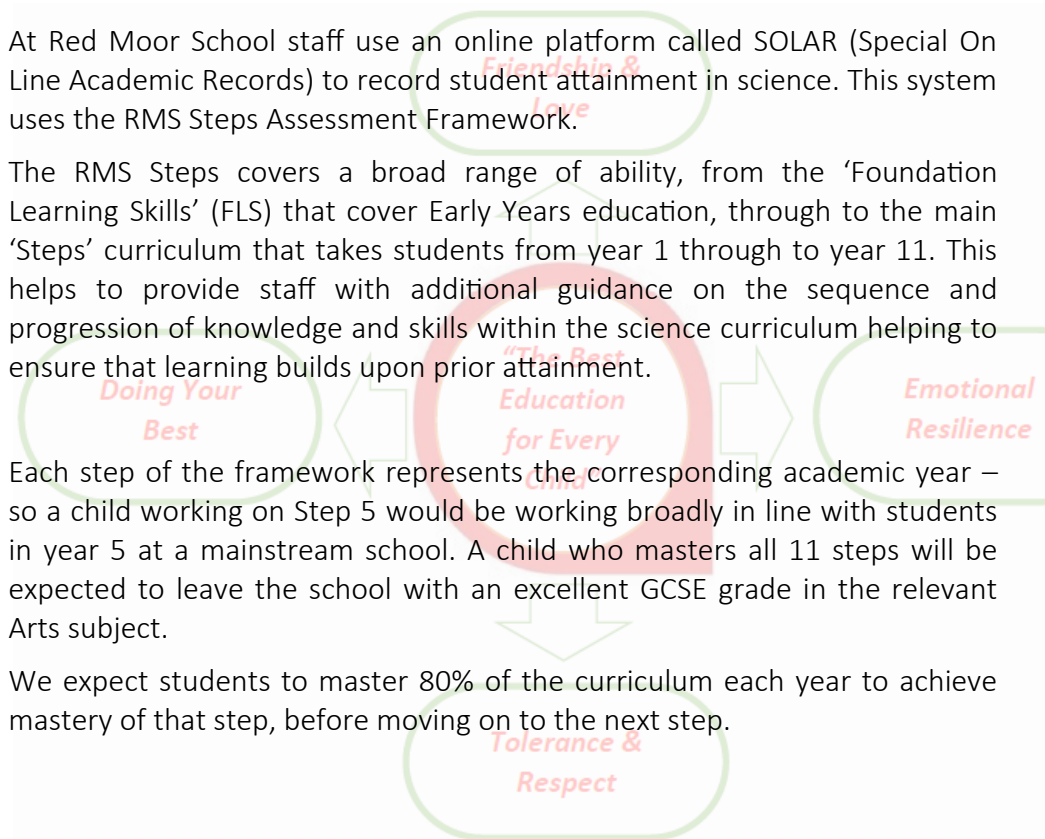 At Red Moor School staff use an online platform called SOLAR (Special On
Line Academic Records) to record student attainment in science. This system
uses the RMS Steps Assessment Framework.
The RMS Steps covers a broad range of ability, from the ‘Foundation
Learning Skills’ (FLS) that cover Early Years education, through to the main
‘Steps’ curriculum that takes students from year 1 through to year 11. This
helps to provide staff with additional guidance on the sequence and
progression of knowledge and skills within the science curriculum helping to
ensure that learning builds upon prior attainment.
Each step of the framework represents the corresponding academic year –
so a child working on Step 5 would be working broadly in line with students
in year 5 at a mainstream school. A child who masters all 11 steps will be
expected to leave the school with an excellent GCSE grade in the relevant
Arts subject.
We expect students to master 80% of the curriculum each year to achieve
mastery of that step, before moving on to the next step.
Friendship &
Love
Doing Your
Best
“The Best
Education
for Every
Child”
Emotional
Resilience
Tolerance &
Respect